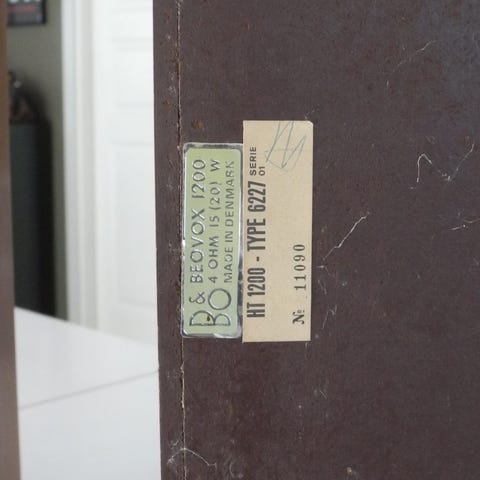 B&O
BEOVOX 1200
4 OHM 15 (20) W
MADE IN DENMARK
HT 1200 - TYPE 6227 SERIE 01
No 11090